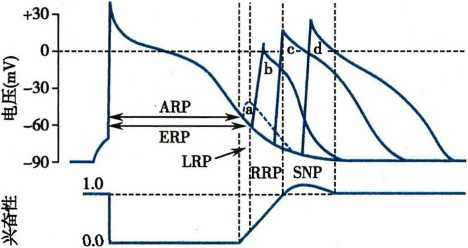 +30
0
−30
−60
−90
电压(mV)
a
b
c
d
ARP
ERP
LRP
RRP
SNP
1.0
0.0
兴奋性